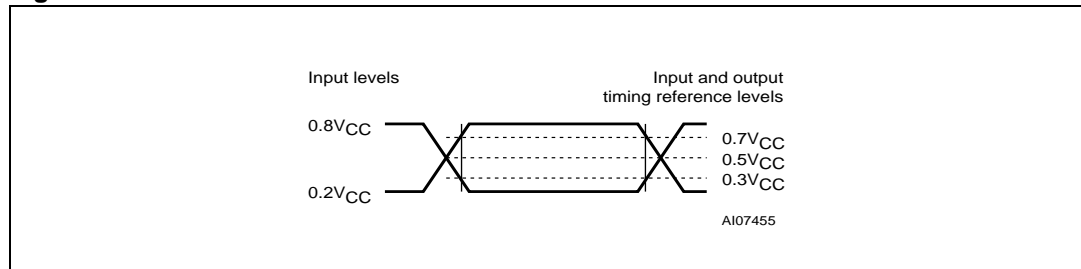 Input levels
Input and output
timing reference levels
0.8VCC
0.2VCC
0.7VCC
0.5VCC
0.3VCC
AI07455